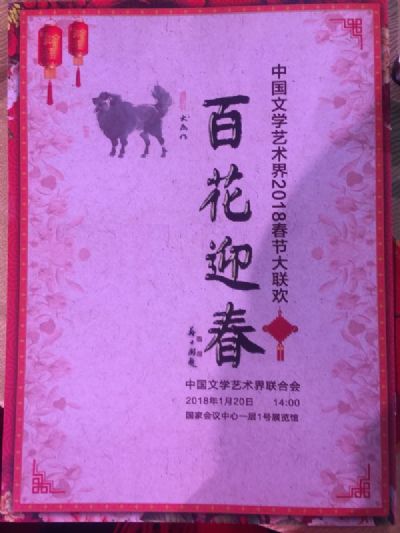 中国文学艺术界2018春节大联欢
百花迎春
中国文学艺术界联合会
2018年1月20日 14:00
国家会议中心一层1号展览馆